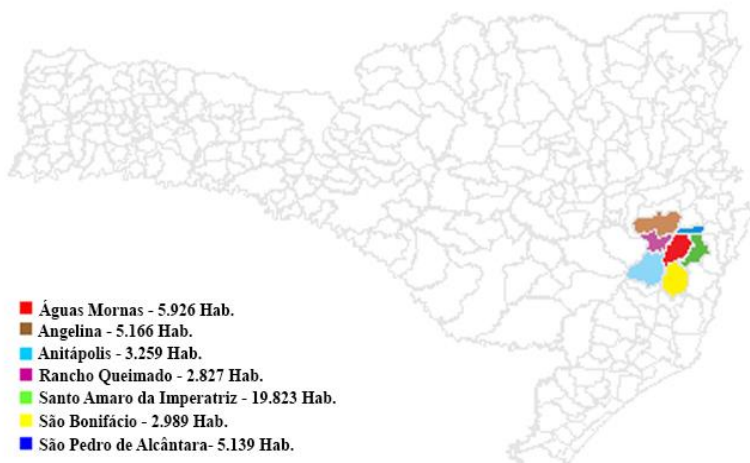 Águas Mornas - 5.926 Hab.
Angelina - 5.166 Hab.
Anitápolis - 3.259 Hab.
Rancho Queimado - 2.827 Hab.
Santo Amaro da Imperatriz - 19.823 Hab.
São Bonifácio - 2.989 Hab.
São Pedro de Alcântara- 5.139 Hab.